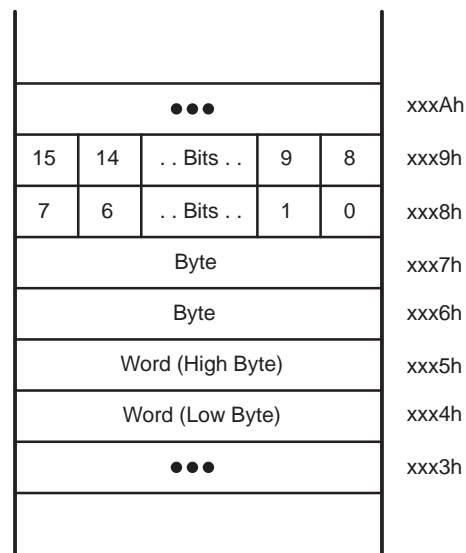 ●●● xxxAh
15 14 . . Bits . . 9 8 xxx9h
7 6 . . Bits . . 1 0 xxx8h
Byte xxx7h
Byte xxx6h
Word (High Byte) xxx5h
Word (Low Byte) xxx4h
●●● xxx3h